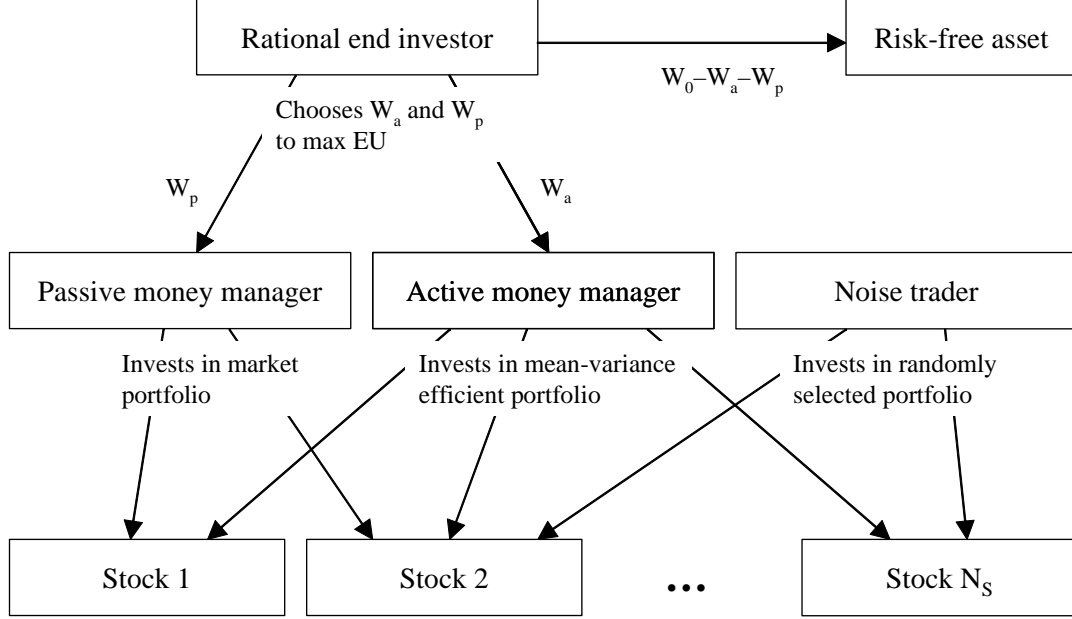 Rational end investor
Risk-free asset
W₀–Wₐ–Wₚ
Chooses Wₐ and Wₚ
to max EU
Wₚ
Wₐ
Passive money manager
Active money manager
Noise trader
Invests in market
portfolio
Invests in mean-variance
efficient portfolio
Invests in randomly
selected portfolio
Stock 1
Stock 2
...
Stock N_S